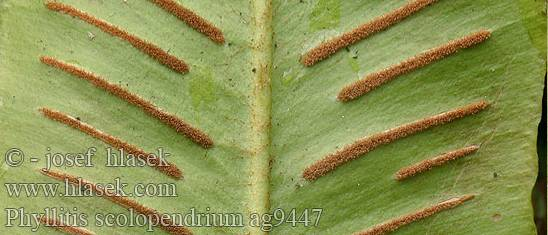 © - josef hlasek
www.hlasek.com
Phyllitis scolopendrium ag9447